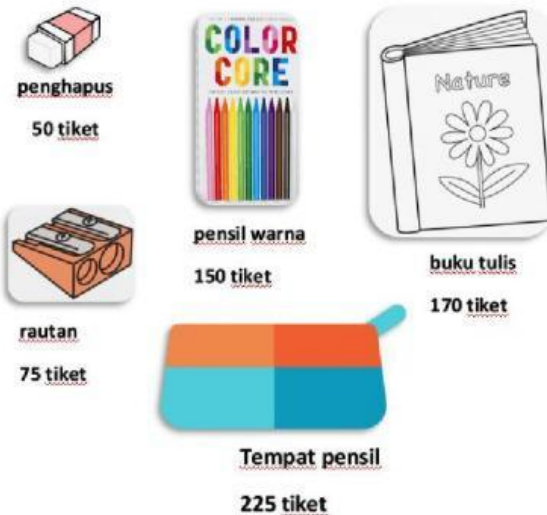 penghapus
50 tiket
COLOR
CORE
pensil warna
150 tiket
Nature
buku tulis
170 tiket
rautan
75 tiket
Tempat pensil
225 tiket